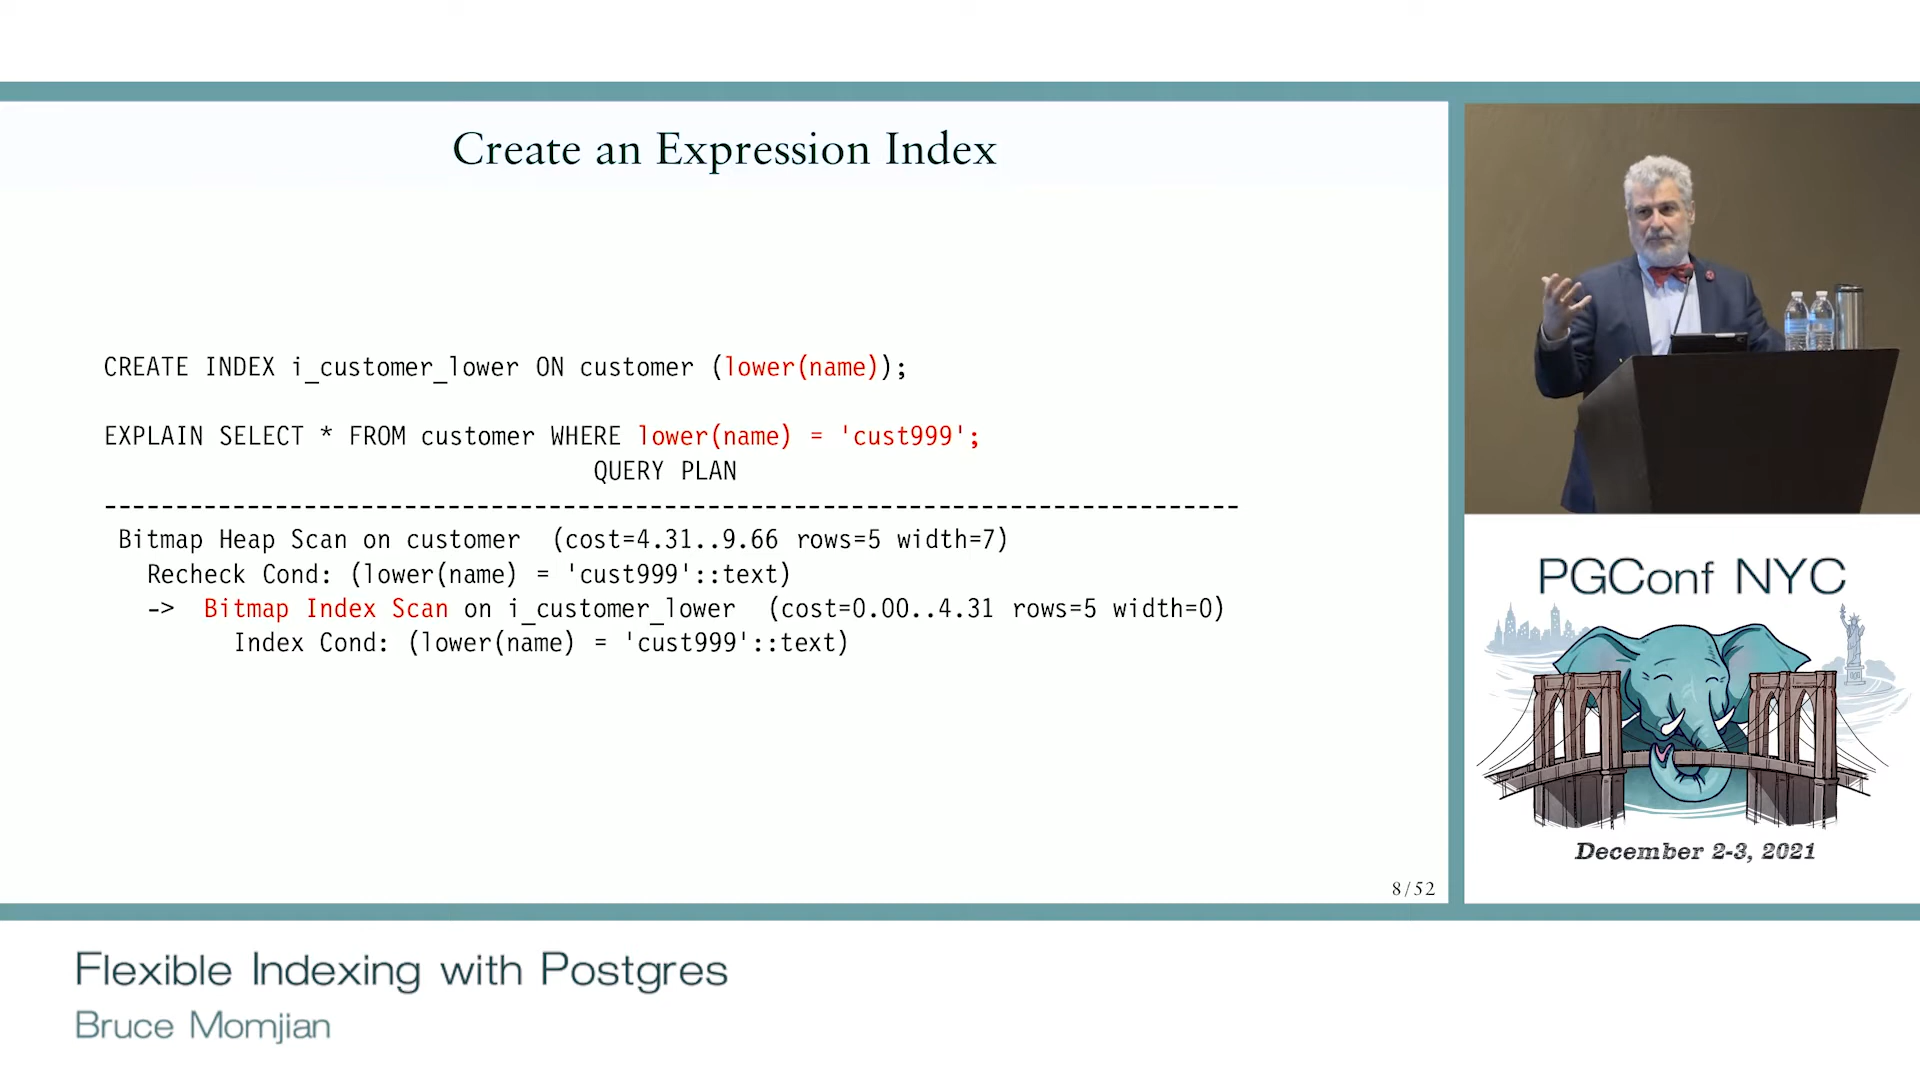 Create an Expression Index
CREATE INDEX i_customer_lower ON customer (lower(name));
EXPLAIN SELECT * FROM customer WHERE lower(name) = 'cust999';
QUERY PLAN
-------------------------------------------------------------------------------
Bitmap Heap Scan on customer (cost=4.31..9.66 rows=5 width=7)
Recheck Cond: (lower(name) = 'cust999'::text)
-> Bitmap Index Scan on i_customer_lower (cost=0.00..4.31 rows=5 width=0)
Index Cond: (lower(name) = 'cust999'::text)
8/52
PGConf NYC
December 2-3, 2021
Flexible Indexing with Postgres
Bruce Momjian